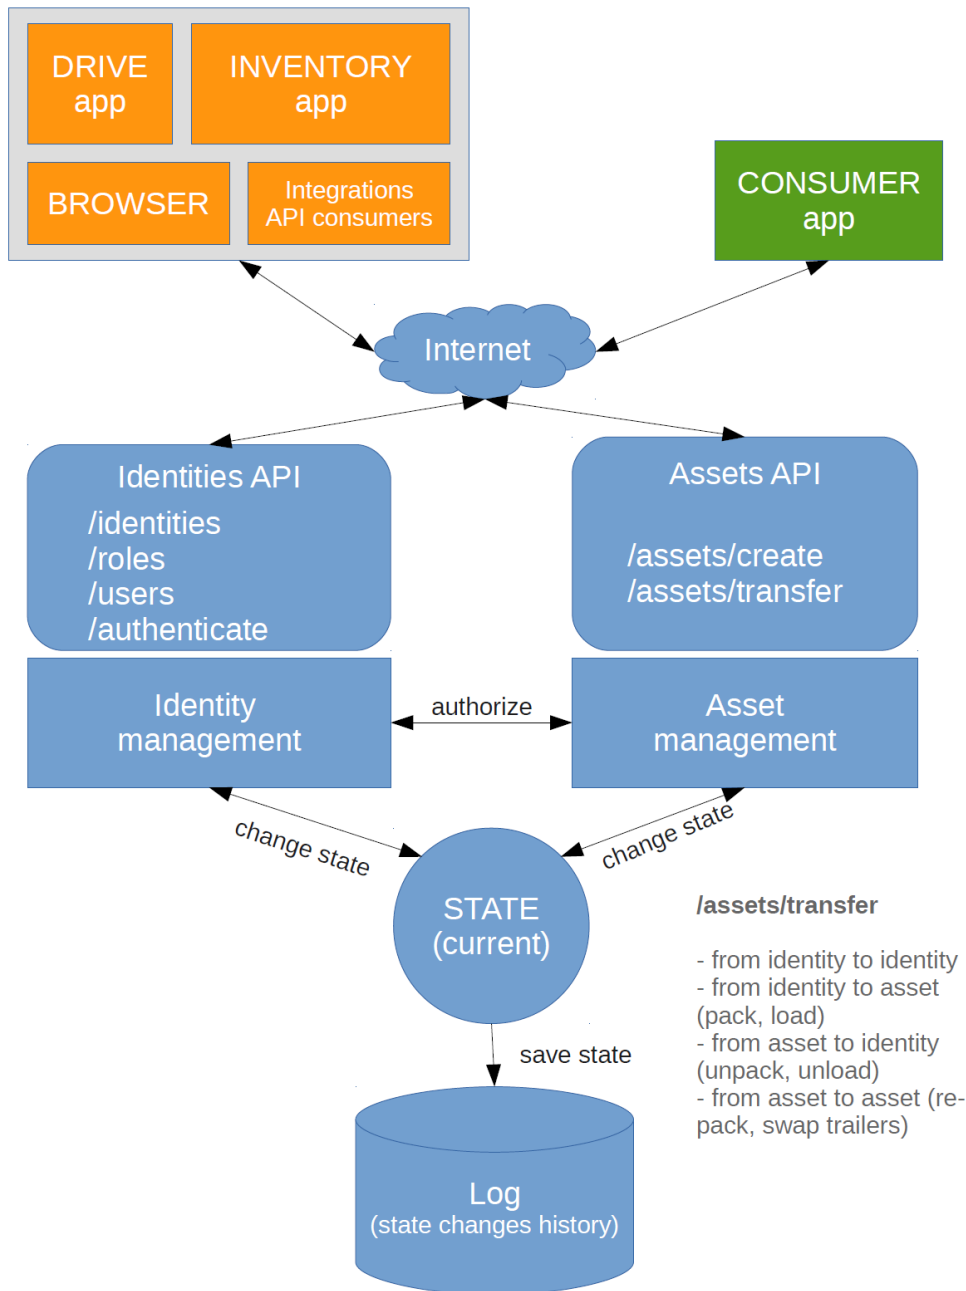 DRIVE
app
INVENTORY
app
BROWSER
Integrations
API consumers
CONSUMER
app
Internet
Identities API
/identities
/roles
/users
/authenticate
Assets API
/assets/create
/assets/transfer
Identity
management
authorize
Asset
management
change state
change state
STATE
(current)
/assets/transfer
- from identity to identity
- from identity to asset
(pack, load)
- from asset to identity
(unpack, unload)
- from asset to asset (re-
pack, swap trailers)
save state
Log
(state changes history)